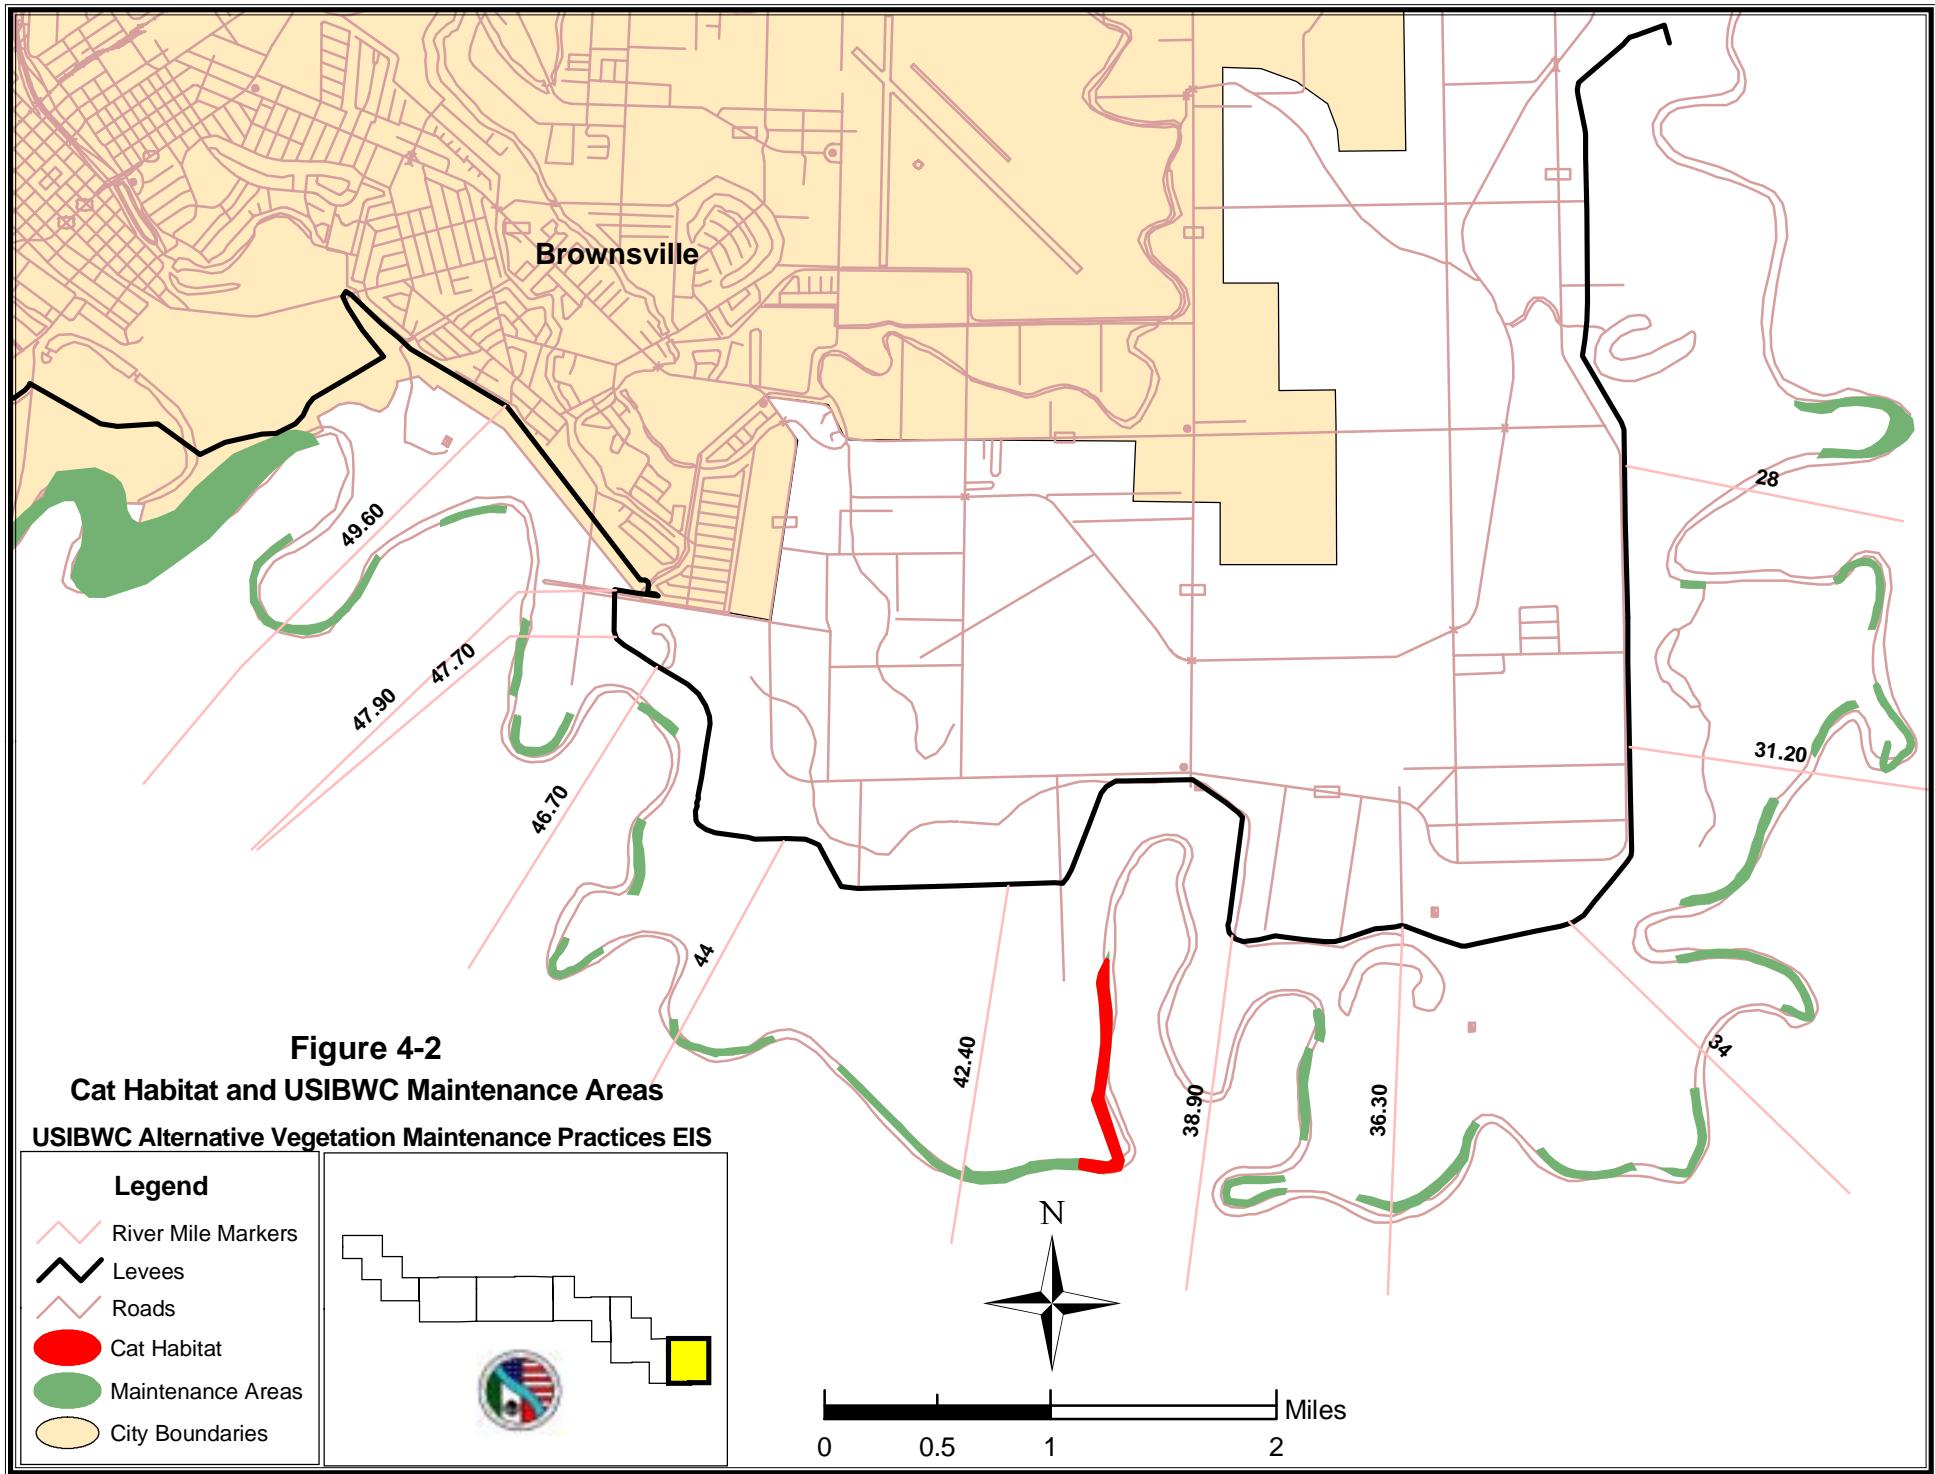 Brownsville
49.60
28
47.70
47.90
31.20
46.70
44
42.40
38.90
36.30
34
Figure 4-2
Cat Habitat and USIBWC Maintenance Areas
USIBWC Alternative Vegetation Maintenance Practices EIS
Legend
River Mile Markers
Levees
Roads
Cat Habitat
Maintenance Areas
City Boundaries
N
Miles
0 0.5 1 2